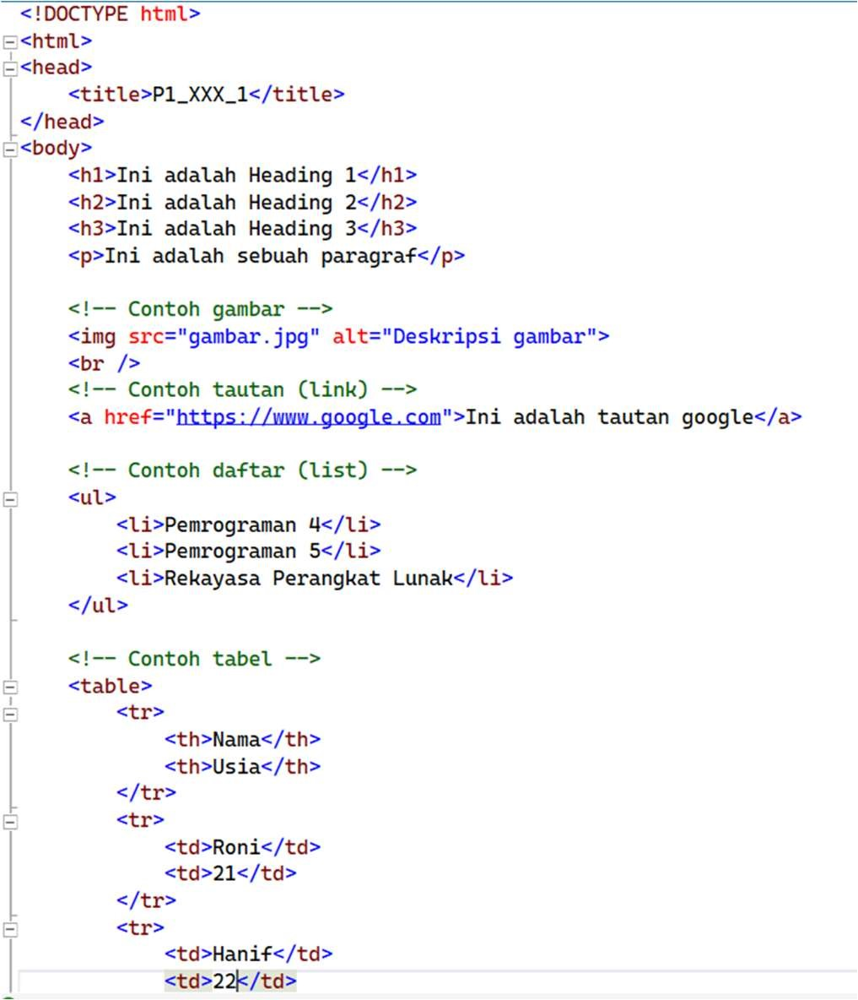 <!DOCTYPE html>
<html>
<head>
    <title>P1_XXX_1</title>
</head>
<body>
    <h1>Ini adalah Heading 1</h1>
    <h2>Ini adalah Heading 2</h2>
    <h3>Ini adalah Heading 3</h3>
    <p>Ini adalah sebuah paragraf</p>

    <!-- Contoh gambar -->
    <img src="gambar.jpg" alt="Deskripsi gambar">
    <br />
    <!-- Contoh tautan (link) -->
    <a href="https://www.google.com">Ini adalah tautan google</a>

    <!-- Contoh daftar (list) -->
    <ul>
        <li>Pemrograman 4</li>
        <li>Pemrograman 5</li>
        <li>Rekayasa Perangkat Lunak</li>
    </ul>

    <!-- Contoh tabel -->
    <table>
        <tr>
            <th>Nama</th>
            <th>Usia</th>
        </tr>
        <tr>
            <td>Roni</td>
            <td>21</td>
        </tr>
        <tr>
            <td>Hanif</td>
            <td>22</td>